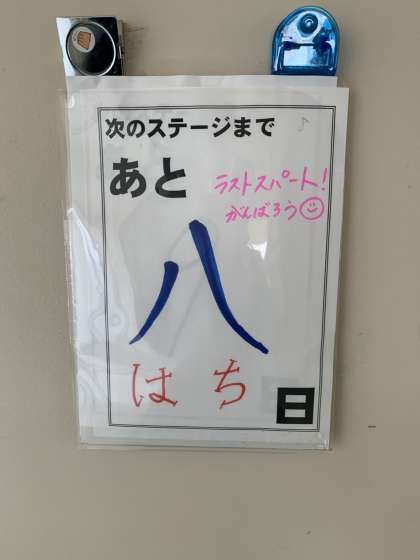 次のステージまで
♪
あと
ラストスパート!
がんばろう☺
八
はち
日